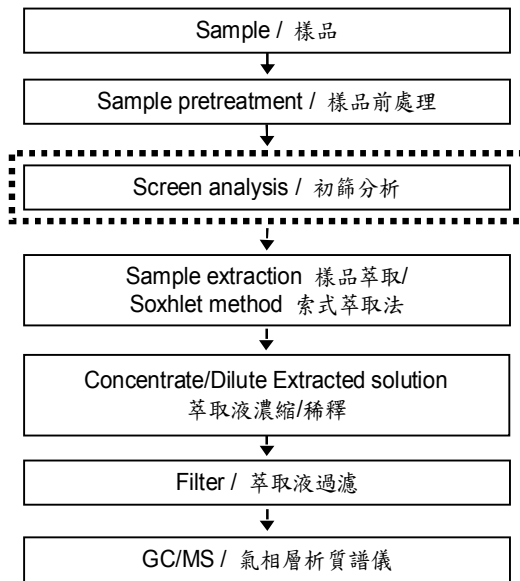 Sample / 樣品
Sample pretreatment / 樣品前處理
Screen analysis / 初篩分析
Sample extraction 樣品萃取/
Soxhlet method 索式萃取法
Concentrate/Dilute Extracted solution
萃取液濃縮/稀釋
Filter / 萃取液過濾
GC/MS / 氣相層析質譜儀